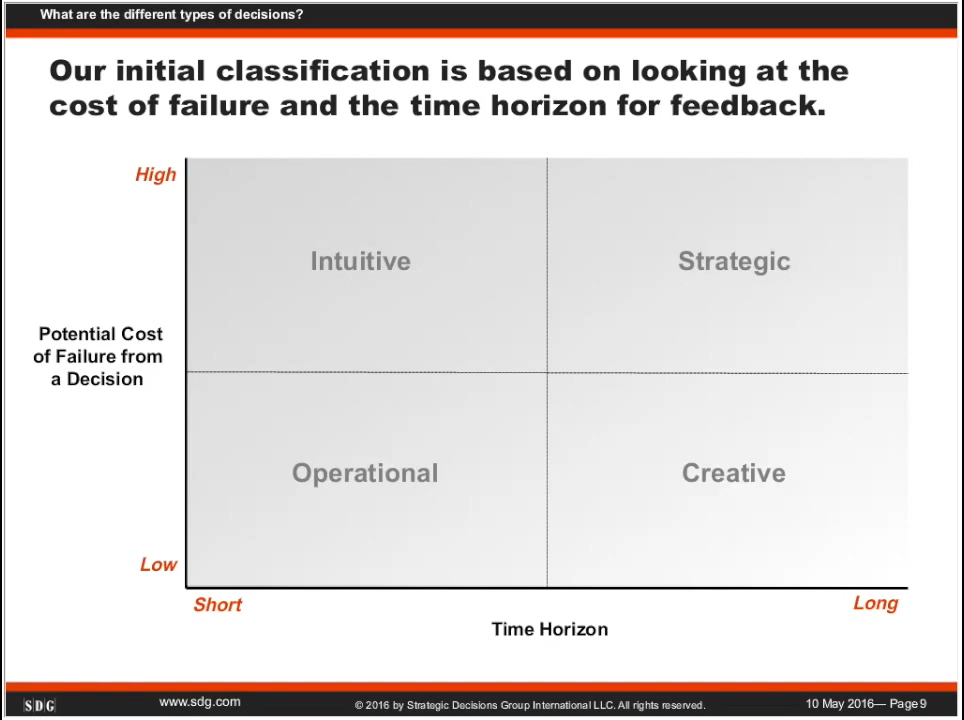 What are the different types of decisions?
Our initial classification is based on looking at the
cost of failure and the time horizon for feedback.
High
Intuitive
Strategic
Potential Cost
of Failure from
a Decision
Operational
Creative
Low
Short
Long
Time Horizon
SDG
www.sdg.com
© 2016 by Strategic Decisions Group International LLC. All rights reserved.
10 May 2016— Page 9